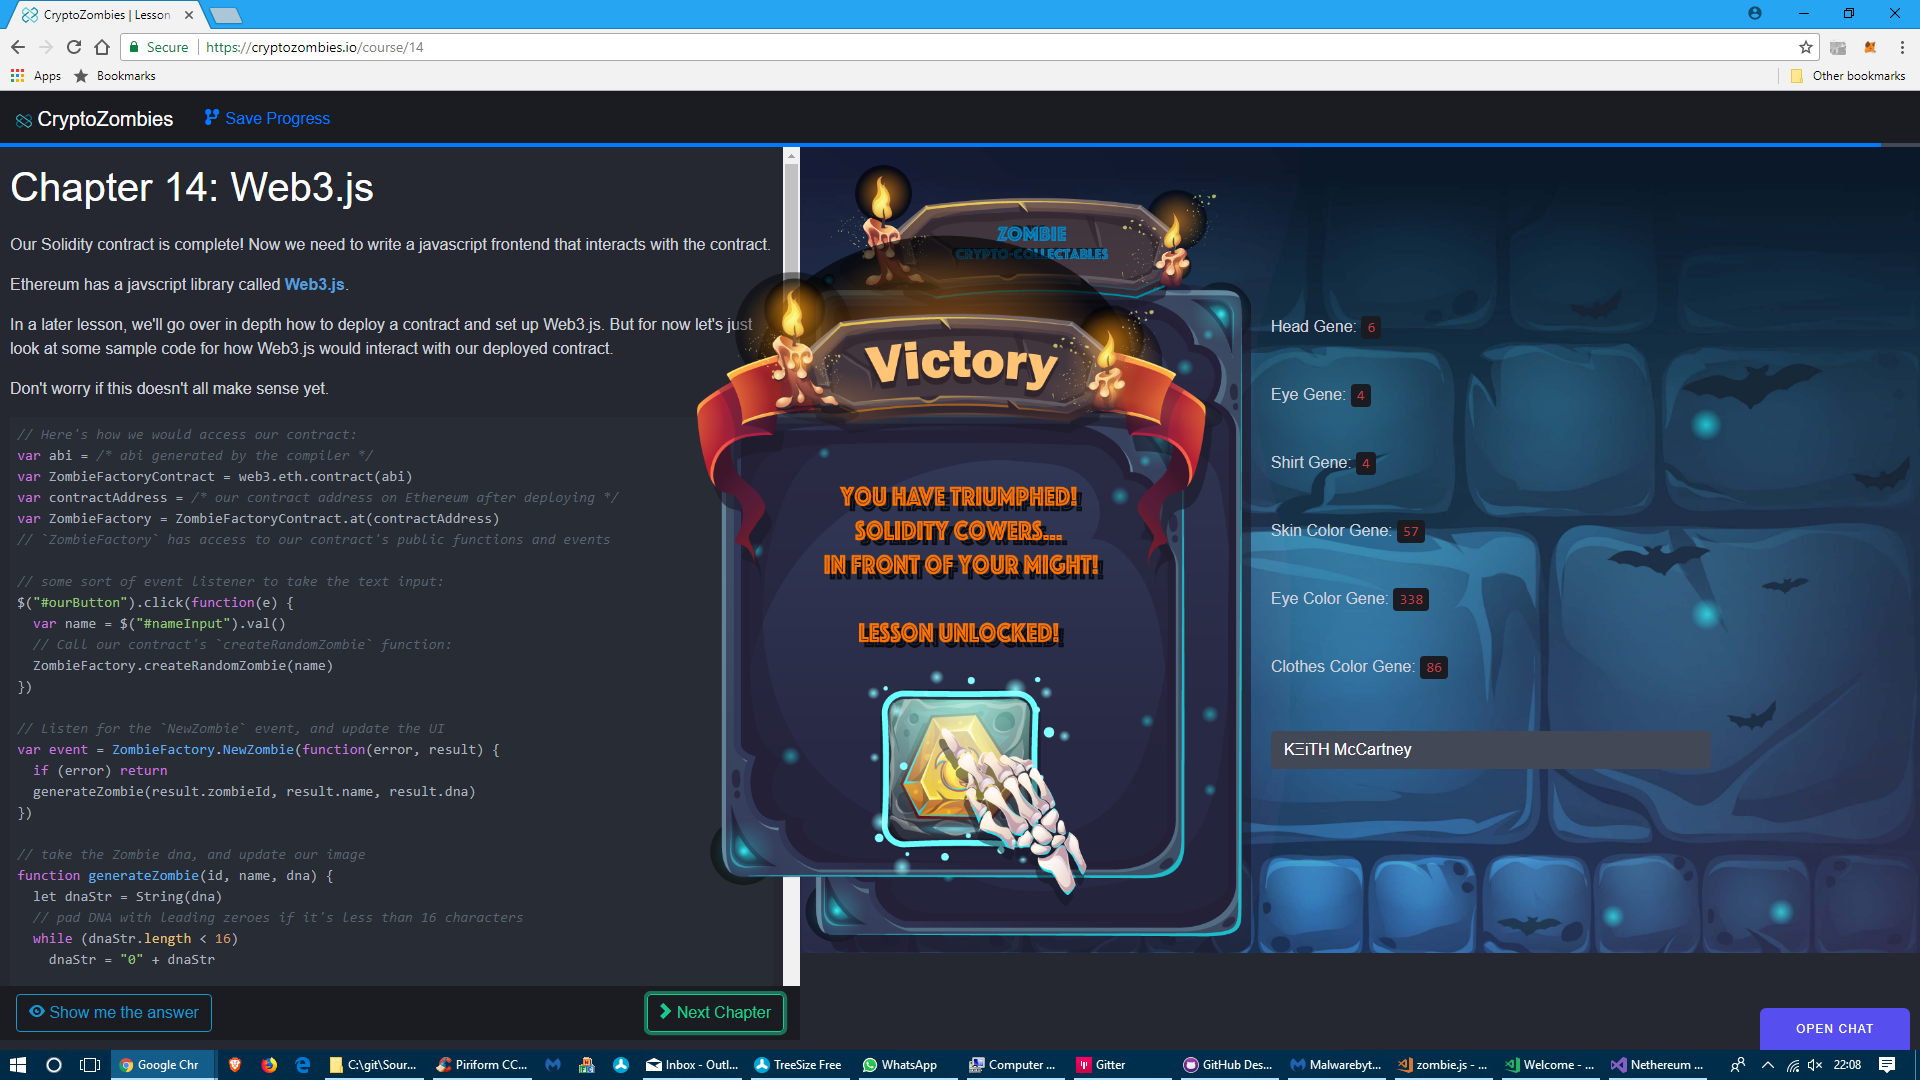 CryptoZombies | Lesson
Secure
https://cryptozombies.io/course/14
Apps
Bookmarks
Other bookmarks
CryptoZombies
Save Progress
Chapter 14: Web3.js
Our Solidity contract is complete! Now we need to write a javascript frontend that interacts with the contract.
Ethereum has a javscript library called Web3.js.
In a later lesson, we'll go over in depth how to deploy a contract and set up Web3.js. But for now let's just
look at some sample code for how Web3.js would interact with our deployed contract.
Don't worry if this doesn't all make sense yet.
// Here's how we would access our contract:
var abi = /* abi generated by the compiler */
var ZombieFactoryContract = web3.eth.contract(abi)
var contractAddress = /* our contract address on Ethereum after deploying */
var ZombieFactory = ZombieFactoryContract.at(contractAddress)
// `ZombieFactory` has access to our contract's public functions and events
// some sort of event listener to take the text input:
$("#ourButton").click(function(e) {
var name = $("#nameInput").val()
// Call our contract's `createRandomZombie` function:
ZombieFactory.createRandomZombie(name)
})
// Listen for the `NewZombie` event, and update the UI
var event = ZombieFactory.NewZombie(function(error, result) {
if (error) return
generateZombie(result.zombieId, result.name, result.dna)
})
// take the Zombie dna, and update our image
function generateZombie(id, name, dna) {
let dnaStr = String(dna)
// pad DNA with leading zeroes if it's less than 16 characters
while (dnaStr.length < 16)
dnaStr = "0" + dnaStr
Show me the answer
Next Chapter
ZOMBIE
CRYPTO-COLLECTABLES
Victory
YOU HAVE TRIUMPHED!
SOLIDITY COWERS...
IN FRONT OF YOUR MIGHT!
LESSON UNLOCKED!
Head Gene: 6
Eye Gene: 4
Shirt Gene: 4
Skin Color Gene: 57
Eye Color Gene: 338
Clothes Color Gene: 86
KΞiTH McCartney
OPEN CHAT
Google Chr
C:\git\Sour...
Piriform CC...
Inbox - Outl...
TreeSize Free
WhatsApp
Computer ...
Gitter
GitHub Des...
Malwarebyt...
zombie.js - ...
Welcome - ...
Nethereum ...
22:08